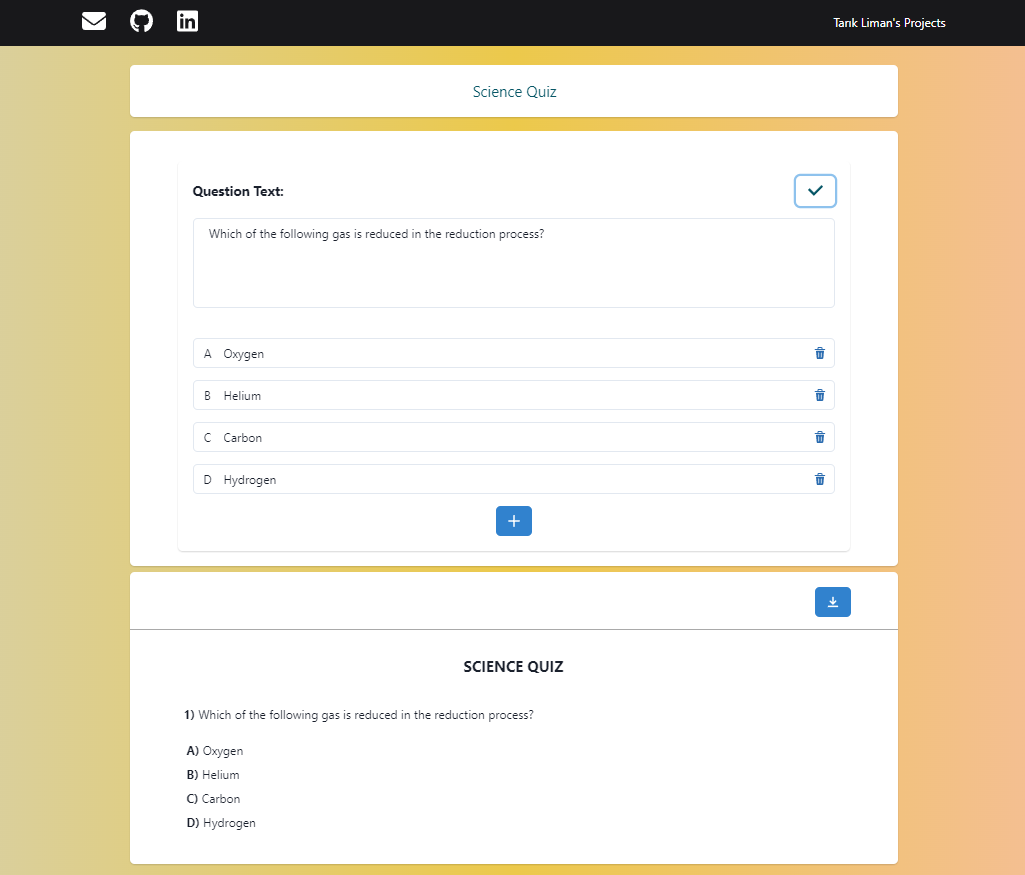 Tarık Liman's Projects
Science Quiz
Question Text:
Which of the following gas is reduced in the reduction process?
A Oxygen
B Helium
C Carbon
D Hydrogen
SCIENCE QUIZ
1) Which of the following gas is reduced in the reduction process?
A) Oxygen
B) Helium
C) Carbon
D) Hydrogen